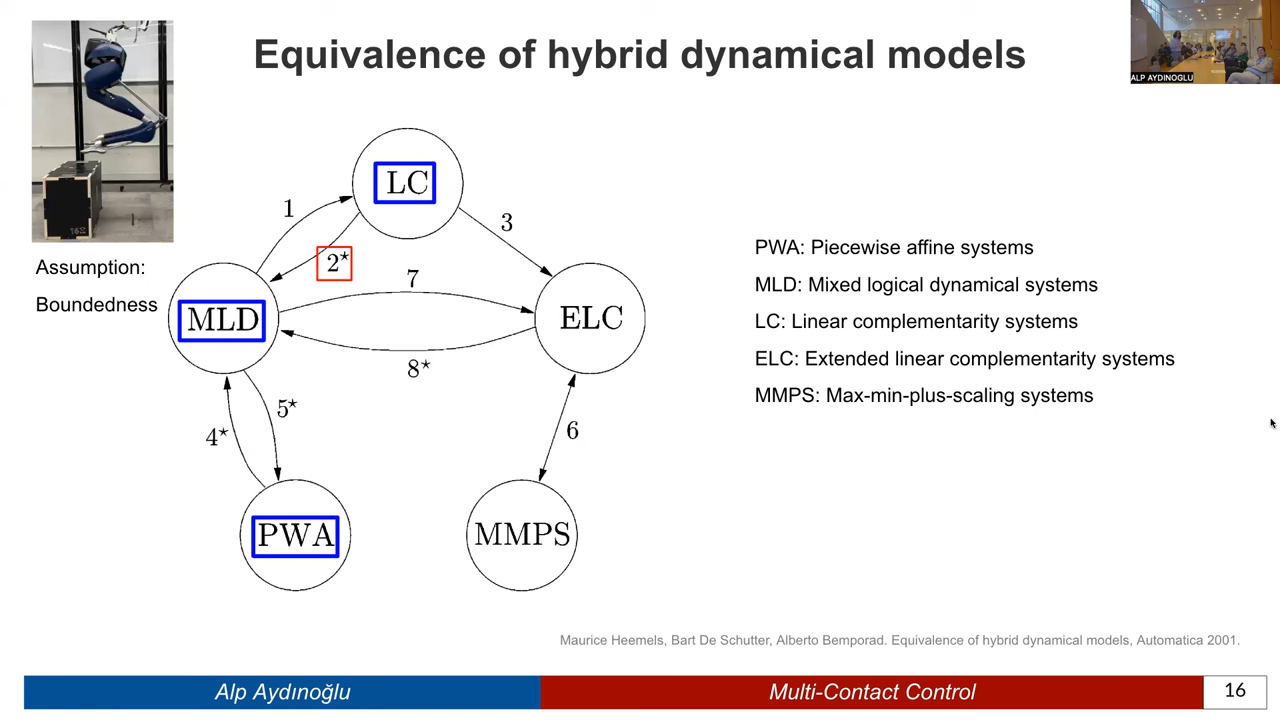 Equivalence of hybrid dynamical models
ALP AYDINOGLU
Assumption:
Boundedness
LC
1
2*
3
7
MLD
ELC
8*
5*
4*
6
PWA
MMPS
PWA: Piecewise affine systems
MLD: Mixed logical dynamical systems
LC: Linear complementarity systems
ELC: Extended linear complementarity systems
MMPS: Max-min-plus-scaling systems
Maurice Heemels, Bart De Schutter, Alberto Bemporad. Equivalence of hybrid dynamical models, Automatica 2001.
Alp Aydınoğlu
Multi-Contact Control
16